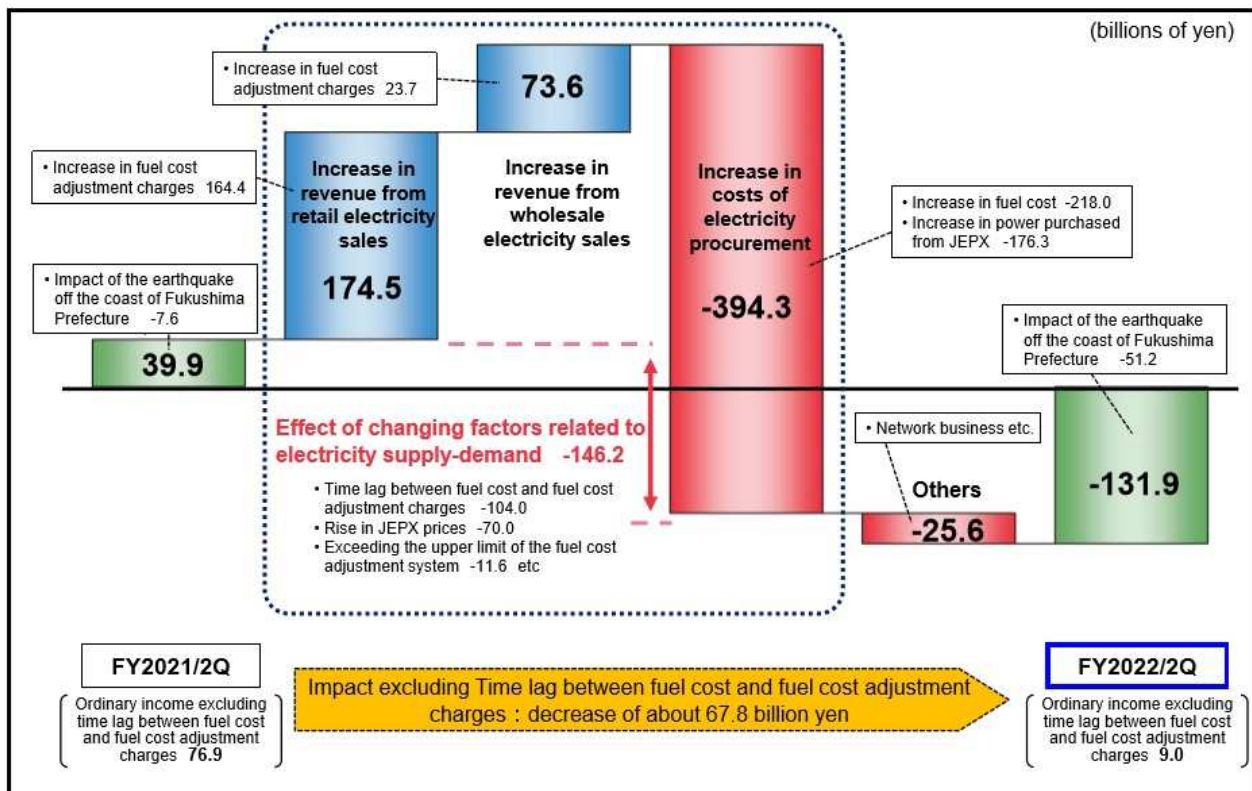 (billions of yen)
• Increase in fuel cost
adjustment charges 23.7
73.6
• Increase in fuel cost
adjustment charges 164.4
Increase in
revenue from
retail electricity
sales
174.5
Increase in
revenue from
wholesale
electricity sales
Increase in
costs of
electricity
procurement
-394.3
• Increase in fuel cost -218.0
• Increase in power purchased
from JEPX -176.3
• Impact of the earthquake
off the coast of Fukushima
Prefecture -7.6
39.9
• Impact of the earthquake
off the coast of Fukushima
Prefecture -51.2
Effect of changing factors related to
electricity supply-demand -146.2
• Time lag between fuel cost and fuel cost
adjustment charges -104.0
• Rise in JEPX prices -70.0
• Exceeding the upper limit of the fuel cost
adjustment system -11.6 etc
• Network business etc.
Others
-25.6
-131.9
FY2021/2Q
Ordinary income excluding
time lag between fuel cost
and fuel cost adjustment
charges 76.9
Impact excluding Time lag between fuel cost and fuel cost adjustment
charges : decrease of about 67.8 billion yen
FY2022/2Q
Ordinary income excluding
time lag between fuel cost
and fuel cost adjustment
charges 9.0